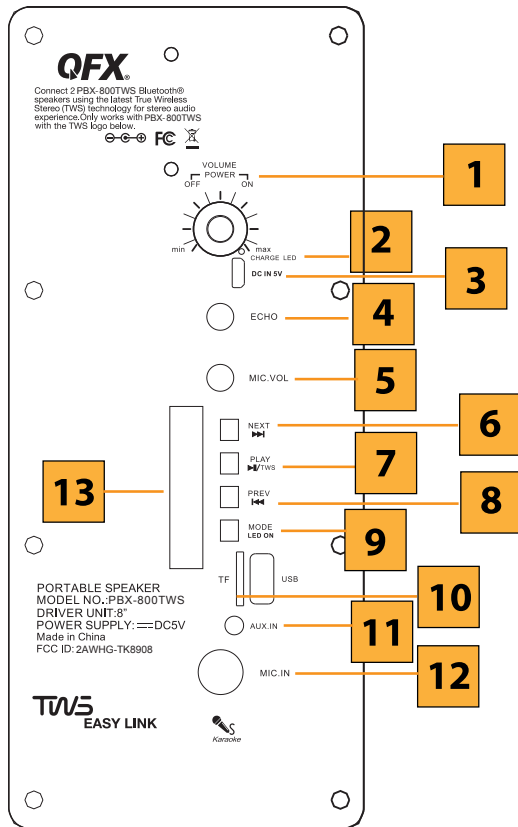 QFX®
Connect 2 PBX-800TWS Bluetooth®
speakers using the latest True Wireless
Stereo (TWS) technology for stereo audio
experience.Only works with PBX-800TWS
with the TWS logo below.
FC
VOLUME
POWER
OFF ON
min max
CHARGE LED
DC IN 5V
ECHO
MIC.VOL
NEXT
PLAY
/TWS
PREV
MODE
LED ON
TF USB
AUX.IN
MIC.IN
PORTABLE SPEAKER
MODEL NO.:PBX-800TWS
DRIVER UNIT:8"
POWER SUPPLY: DC5V
Made in China
FCC ID: 2AWHG-TK8908
TWS
EASY LINK
Karaoke
1
2
3
4
5
6
7
8
9
10
11
12
13